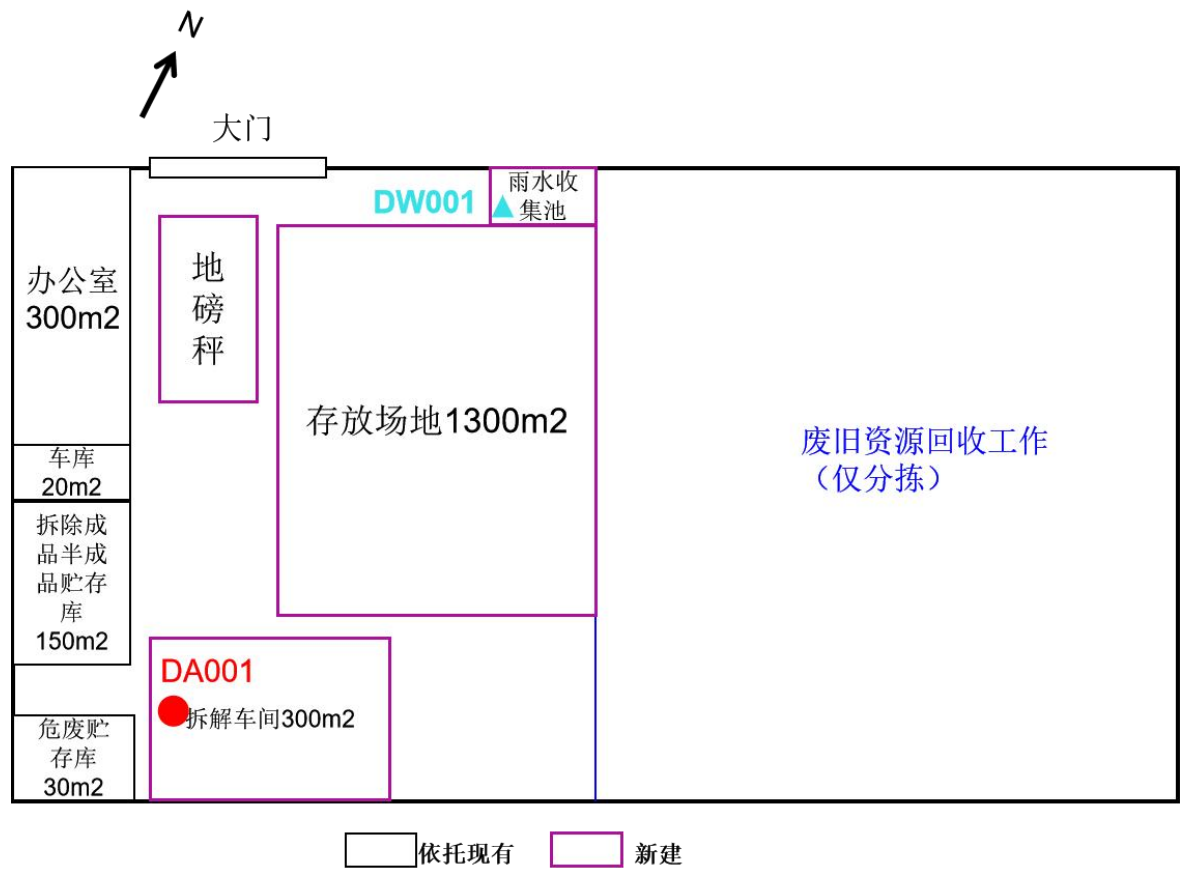 N
大门
雨水收
集池
DW001
办公室
300m2
地
磅
秤
存放场地1300m2
废旧资源回收工作
（仅分拣）
车库
20m2
拆除成
品半成
品贮存
库
150m2
DA001
拆解车间300m2
危废贮
存库
30m2
依托现有
新建